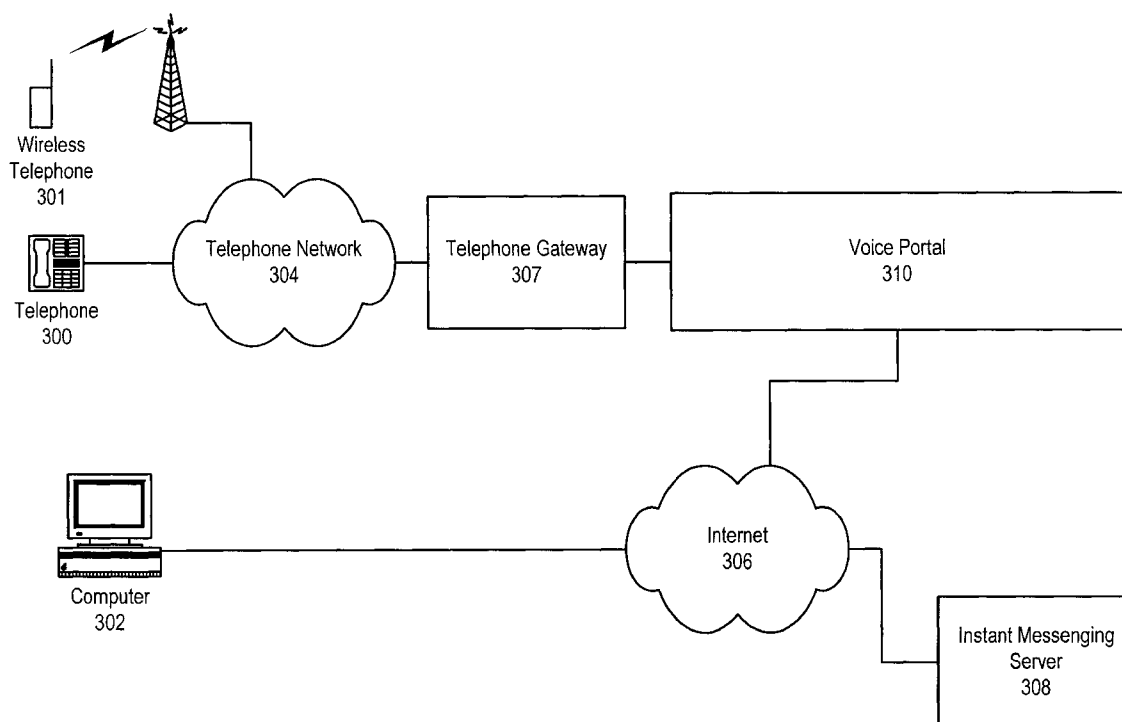 Wireless
Telephone
301
Telephone
300
Telephone Network
304
Telephone Gateway
307
Voice Portal
310
Computer
302
Internet
306
Instant Messenging
Server
308